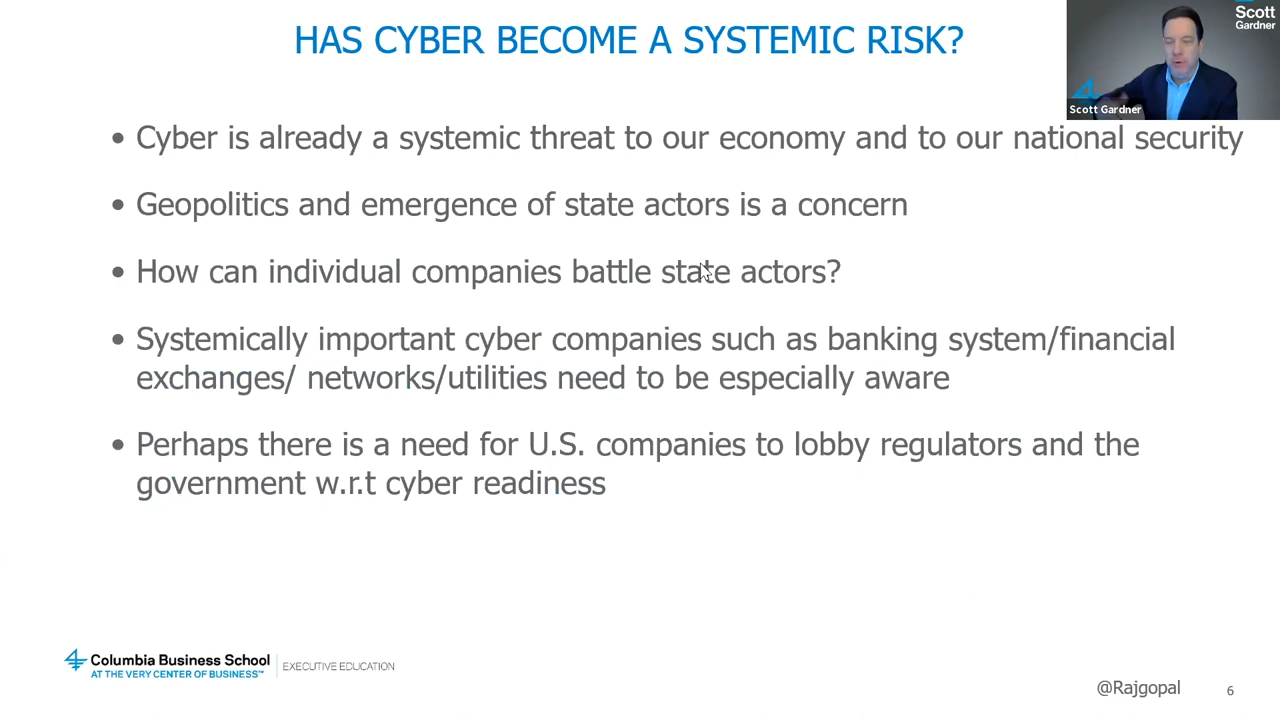 HAS CYBER BECOME A SYSTEMIC RISK?
Scott
Gardner
Scott Gardner
• Cyber is already a systemic threat to our economy and to our national security
• Geopolitics and emergence of state actors is a concern
• How can individual companies battle state actors?
• Systemically important cyber companies such as banking system/financial
exchanges/ networks/utilities need to be especially aware
• Perhaps there is a need for U.S. companies to lobby regulators and the
government w.r.t cyber readiness
Columbia Business School
AT THE VERY CENTER OF BUSINESS™
EXECUTIVE EDUCATION
@Rajgopal
6